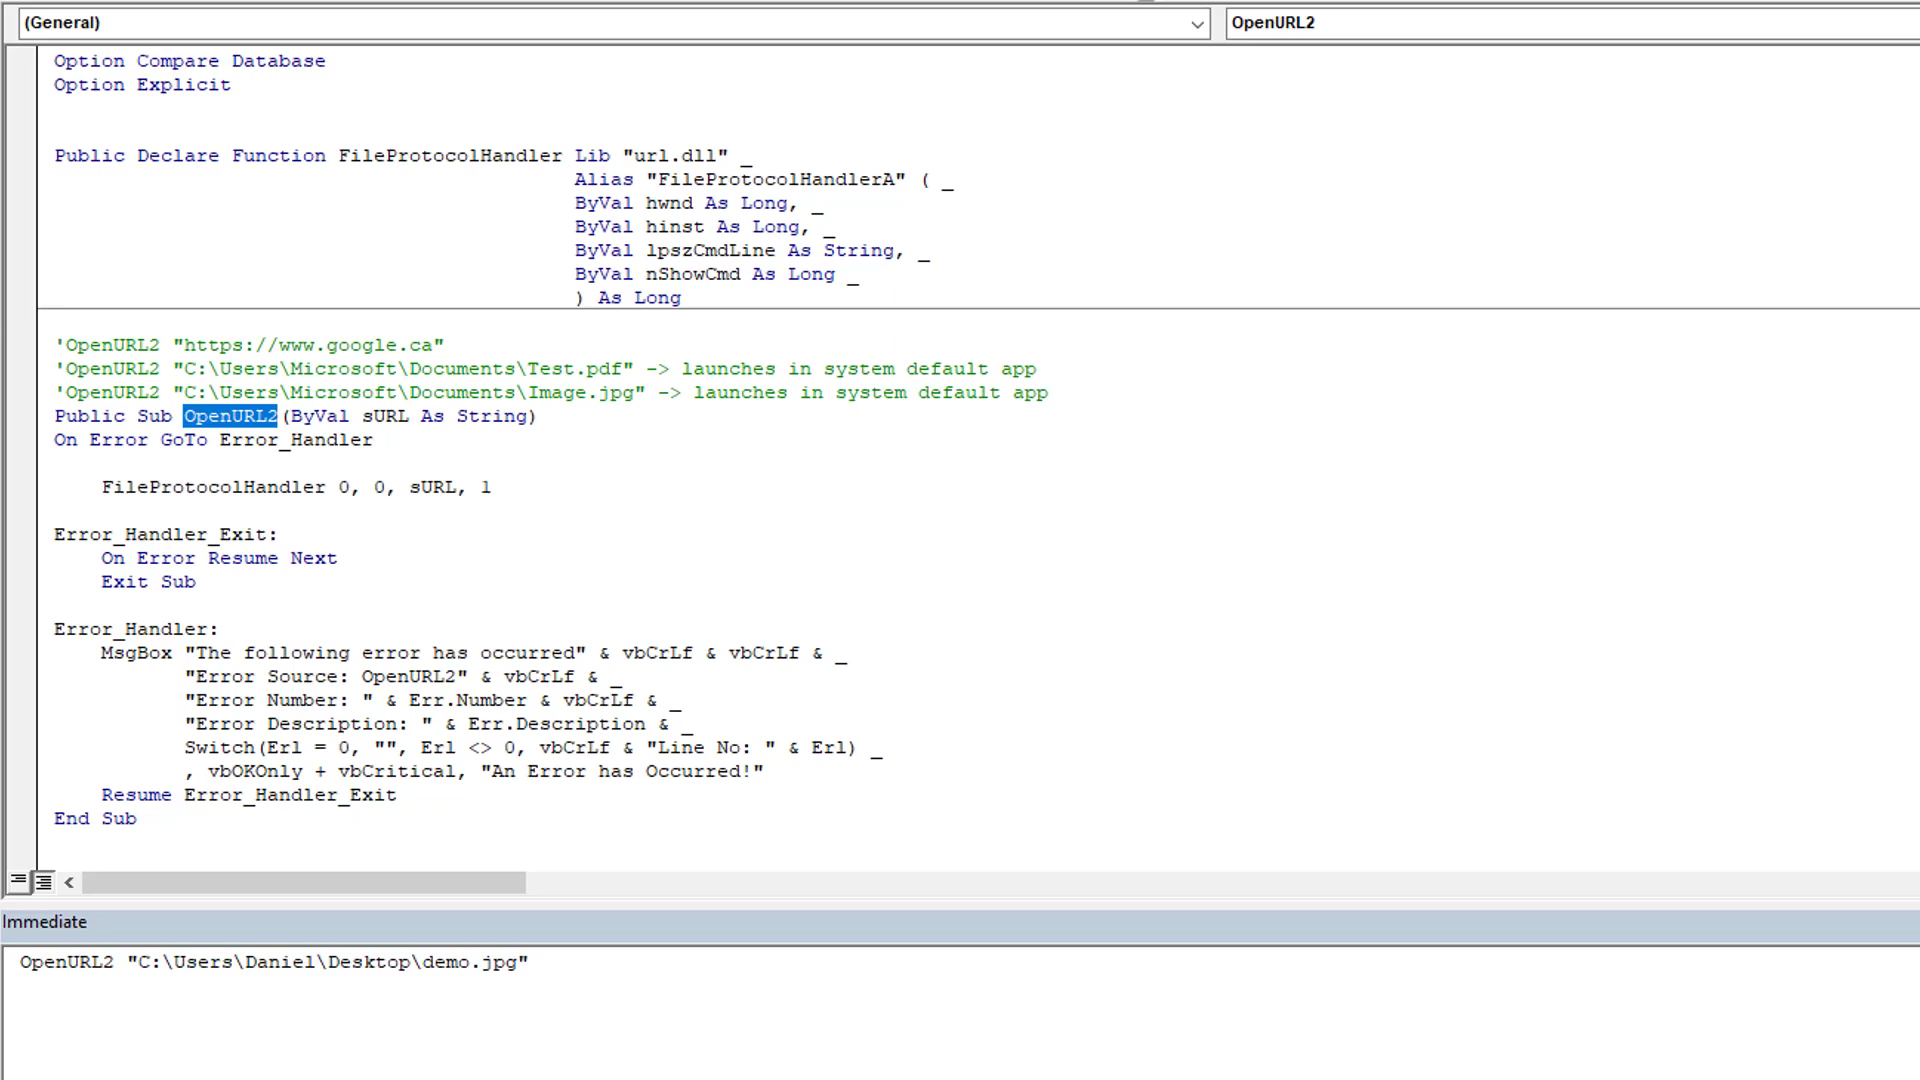 (General)
OpenURL2
Option Compare Database
Option Explicit
Public Declare Function FileProtocolHandler Lib "url.dll" _
Alias "FileProtocolHandlerA" ( _
ByVal hwnd As Long, _
ByVal hinst As Long, _
ByVal lpszCmdLine As String, _
ByVal nShowCmd As Long _
) As Long
'OpenURL2 "https://www.google.ca"
'OpenURL2 "C:\Users\Microsoft\Documents\Test.pdf" -> launches in system default app
'OpenURL2 "C:\Users\Microsoft\Documents\Image.jpg" -> launches in system default app
Public Sub OpenURL2(ByVal sURL As String)
On Error GoTo Error_Handler
FileProtocolHandler 0, 0, sURL, 1
Error_Handler_Exit:
On Error Resume Next
Exit Sub
Error_Handler:
MsgBox "The following error has occurred" & vbCrLf & vbCrLf & _
"Error Source: OpenURL2" & vbCrLf & _
"Error Number: " & Err.Number & vbCrLf & _
"Error Description: " & Err.Description & _
Switch(Erl = 0, "", Erl <> 0, vbCrLf & "Line No: " & Erl) _
, vbOKOnly + vbCritical, "An Error has Occurred!"
Resume Error_Handler_Exit
End Sub
Immediate
OpenURL2 "C:\Users\Daniel\Desktop\demo.jpg"